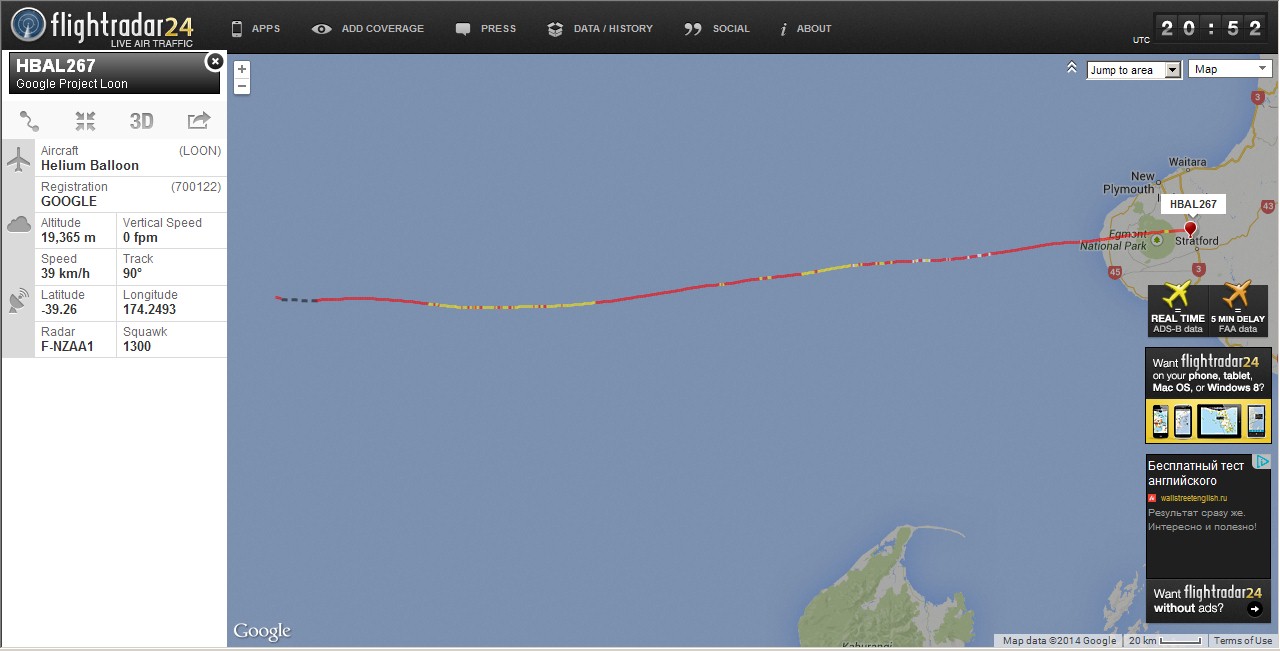 flightradar24
LIVE AIR TRAFFIC
APPS
ADD COVERAGE
PRESS
DATA / HISTORY
SOCIAL
ABOUT
UTC
20:52
HBAL267
Google Project Loon
3D
Aircraft (LOON)
Helium Balloon
Registration (700122)
GOOGLE
Altitude Vertical Speed
19,365 m 0 fpm
Speed Track
39 km/h 90°
Latitude Longitude
-39.26 174.2493
Radar Squawk
F-NZAA1 1300
+
−
Jump to area
Map
3
Waitara
New
Plymouth
HBAL267
43
Egmont
National Park
Stratford
45
3
REAL TIME
ADS-B data
5 MIN DELAY
FAA data
Want flightradar24
on your phone, tablet,
Mac OS, or Windows 8?
Бесплатный тест
английского
wallstreetenglish.ru
Результат сразу же.
Интересно и полезно!
Want flightradar24
without ads?
Kahurangi
Google
Map data ©2014 Google
20 km
Terms of Use